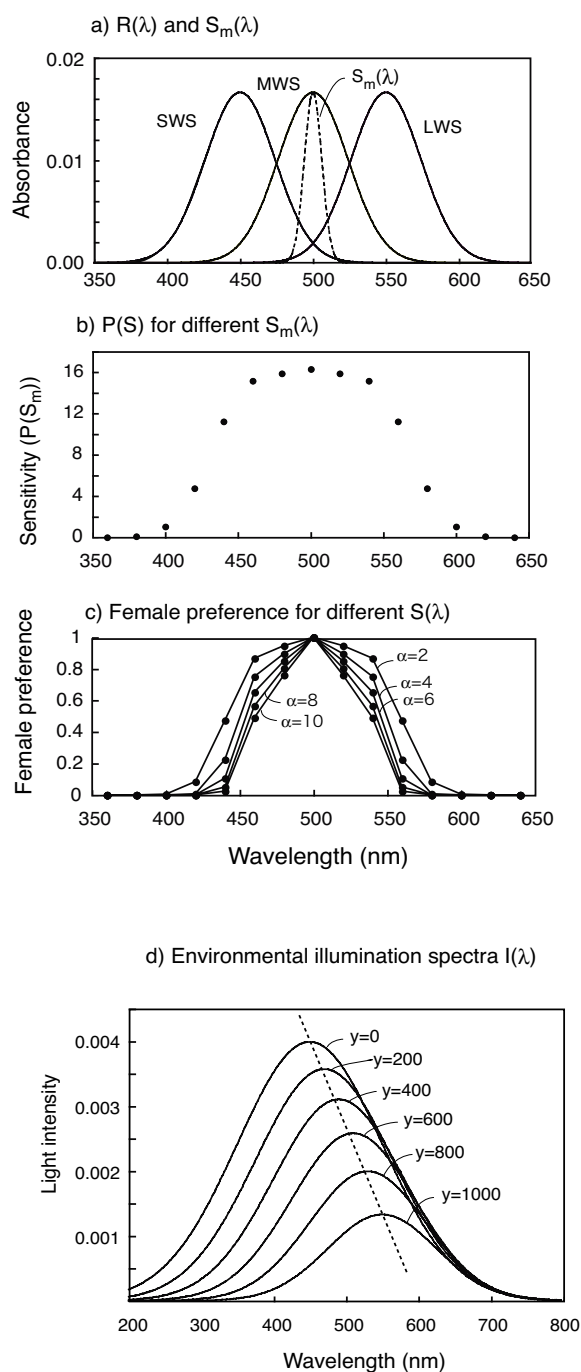 a) R(λ) and Sm(λ)
0.02
MWS
Sm(λ)
SWS
LWS
0.01
Absorbance
0.00
350 400 450 500 550 600 650
b) P(S) for different Sm(λ)
16
12
8
4
0
Sensitivity (P(Sm))
350 400 450 500 550 600 650
c) Female preference for different S(λ)
1
0.8
0.6
0.4
0.2
0
Female preference
α=2
α=4
α=6
α=8
α=10
350 400 450 500 550 600 650
Wavelength (nm)
d) Environmental illumination spectra I(λ)
0.004
0.003
0.002
0.001
Light intensity
y=0
y=200
y=400
y=600
y=800
y=1000
200 300 400 500 600 700 800
Wavelength (nm)